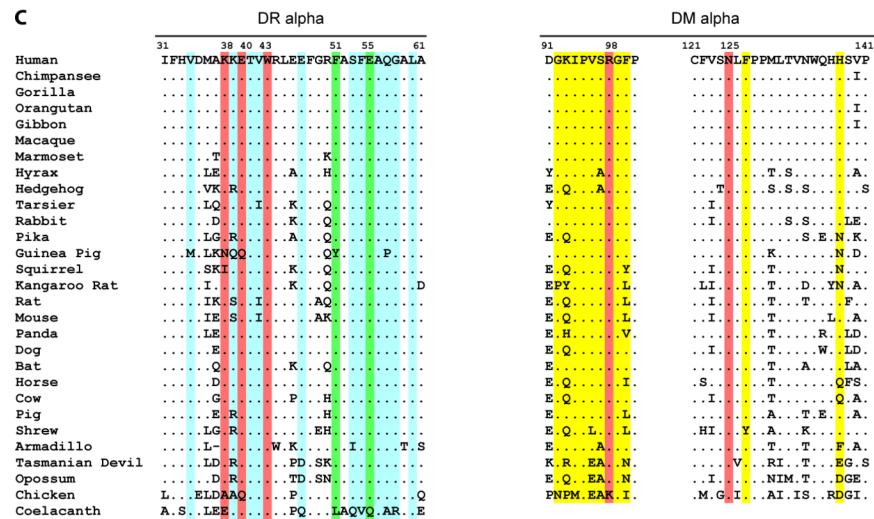 C
DR alpha DM alpha
31 38 40 43 51 55 61 91 98 121 125 141
Human IFHVDMAKKETVWRLEEFGRFASFEAQGALA DGKIPVSRGFP CFVSNLFPPMLTVNWQHHSVP
Chimpansee ............................... ........... ...................I.
Gorilla ............................... ........... .....................
Orangutan ............................... ........... ...................I.
Gibbon ............................... ........... ...................I.
Macaque ............................... ........... .....................
Marmoset ......T............K........... ........... .....................
Hyrax .....LE........A...H........... Y.....A.... .........T.S.......A.
Hedgehog .....VK.R...................... E.Q...A.... ...T.....S.S.S......S
Tarsier .....LQ....I...K...Q........... Y.......... ..I..................
Rabbit ......D........K...Q........... ........... ..I........S.S....LE.
Pika .....LG.R......A...Q........... E.Q........ .............S.E.N.K.
Guinea Pig ...M.LKNQQ.........QY.....P.... ........... .........K.......N.D.
Squirrel .....SKI.......K...Q........... E.Q......Y. ..I......T.......N...
Kangaroo Rat .....I.........K...Q..........D EPY......L. .LI......T...D..YN.A.
Rat .....IK.S..I......AQ........... E.Q......L. ..I......T...T....F..
Mouse .....IE.S..I......AK........... E.Q......L. ..I......T......L..A.
Panda .....LE........................ E.H......V. .........T.....R..LD.
Dog ......E........................ E.Q........ ..I......T.....W..LD.
Bat ......Q........K...Q........... E.......... .........T...A....LA.
Horse ......D........................ E.Q......I. .S.......T.......QFS.
Cow ......G........P...H........... E.Q........ ..I......T.......Q.A.
Pig ......E.R..........H........... E........L. .........A...T.E...A.
Shrew .....LG.R.........EH........... E.Q..L...L. .HI...Y..A...K.......
Armadillo .....L-......W.K......I.....T.S E.....A.... .........T...T...F.A.
Tasmanian Devil .....LD.R......PD.SK........... K.R..EA..N. .....V...RI..T...EG.S
Opossum .....LD.R......TD.SN........... E.R..EA..N. ..I......NIM.T...DGE.
Chicken L...ELDAAQ.....P..............Q PNPM.EAK.I. .M.G.I...AI.IS..RDGI.
Coelacanth A.S..LEE.......PQ...LAQVQ.AR..E